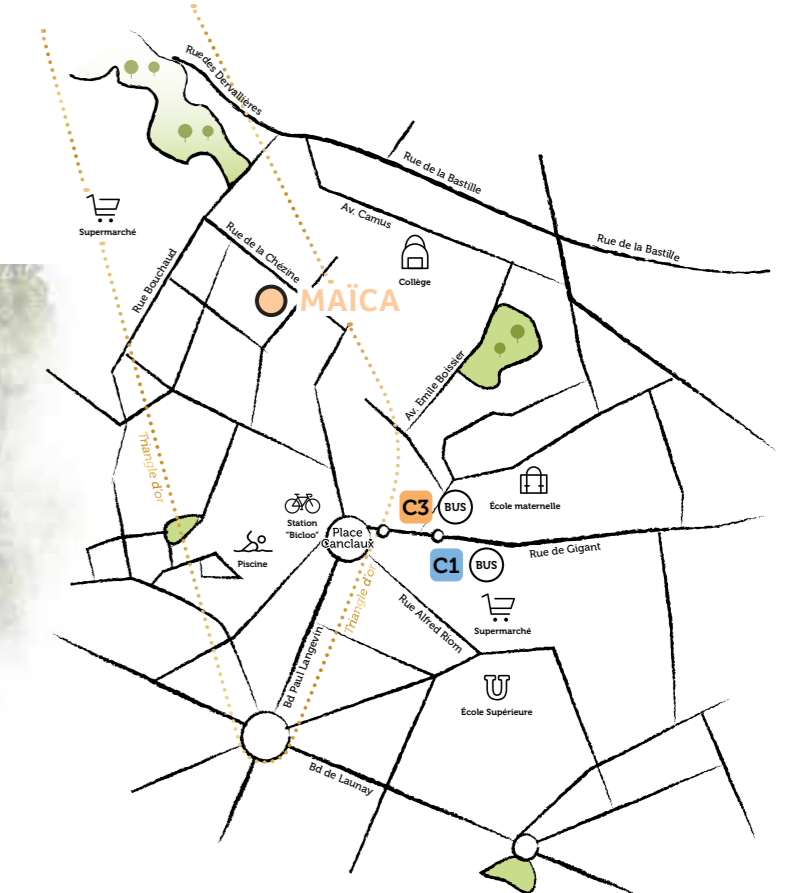 Rue des Dervallières
Rue de la Bastille
Rue de la Bastille
Av. Camus
Supermarché
Rue de la Chézine
Collège
Rue Bouchaud
MAÏCA
Av. Emile Boissier
Triangle d'or
C3
BUS
École maternelle
Station
"Bicloo"
Place
Canclaux
Piscine
Rue de Gigant
C1
BUS
Triangle d'or
Rue Alfred Riom
Supermarché
Bd Paul Langevin
École Supérieure
Bd de Launay